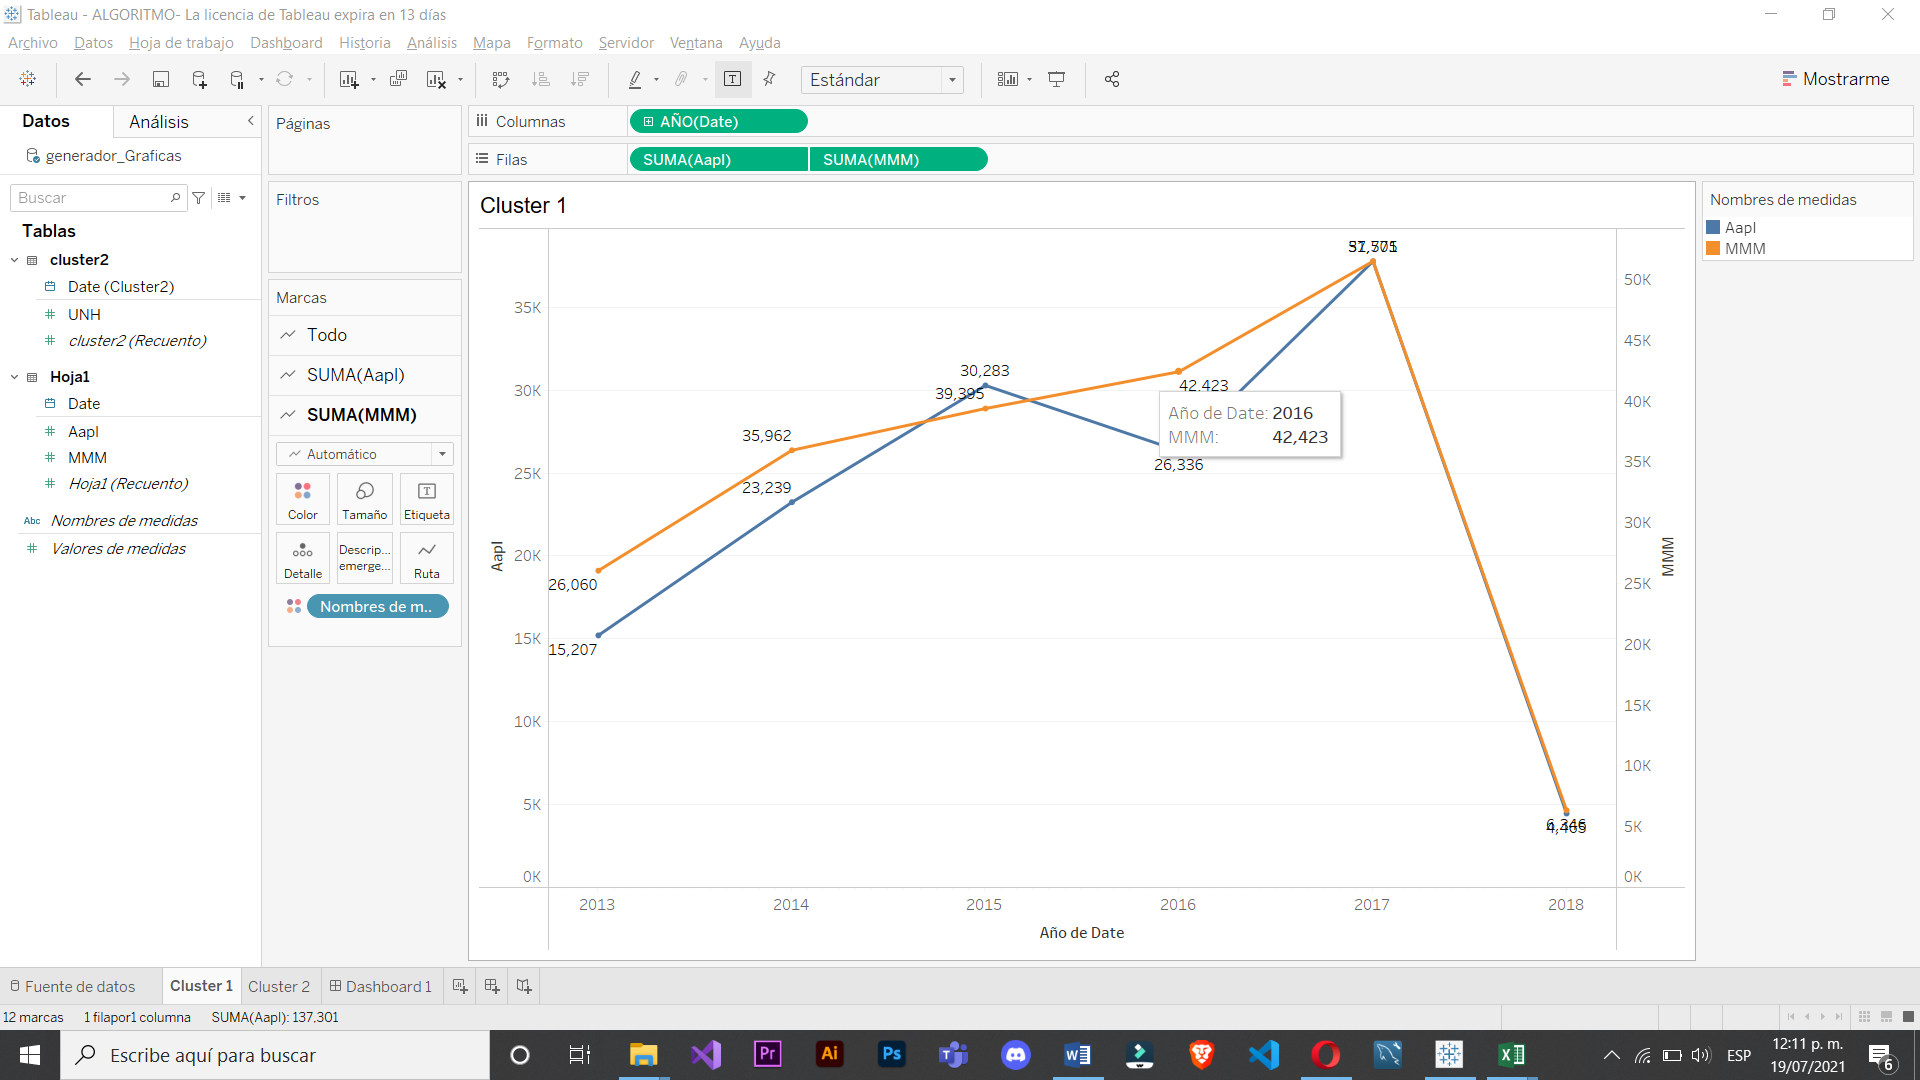 Tableau - ALGORITMO- La licencia de Tableau expira en 13 días
Archivo Datos Hoja de trabajo Dashboard Historia Análisis Mapa Formato Servidor Ventana Ayuda
Estándar
Mostrarme
Datos
Análisis
generador_Graficas
Buscar
Tablas
cluster2
Date (Cluster2)
UNH
cluster2 (Recuento)
Hoja1
Date
Aapl
MMM
Hoja1 (Recuento)
Abc Nombres de medidas
Valores de medidas
Páginas
Filtros
Marcas
Todo
SUMA(Aapl)
SUMA(MMM)
Automático
Color
Tamaño
Etiqueta
Detalle
Descrip...
emerge...
Ruta
Nombres de m..
Columnas
AÑO(Date)
Filas
SUMA(Aapl)
SUMA(MMM)
Cluster 1
35K
30K
25K
20K
15K
10K
5K
0K
Aapl
26,060
15,207
35,962
23,239
30,283
39,395
42,423
26,336
Año de Date: 2016
MMM: 42,423
50K
45K
40K
35K
30K
25K
20K
15K
10K
5K
0K
MMM
2013 2014 2015 2016 2017 2018
Año de Date
Nombres de medidas
Aapl
MMM
Fuente de datos
Cluster 1
Cluster 2
Dashboard 1
12 marcas
1 filapor1 columna
SUMA(Aapl): 137,301
Escribe aquí para buscar
Pr
Ai
Ps
ESP
12:11 p. m.
19/07/2021
6